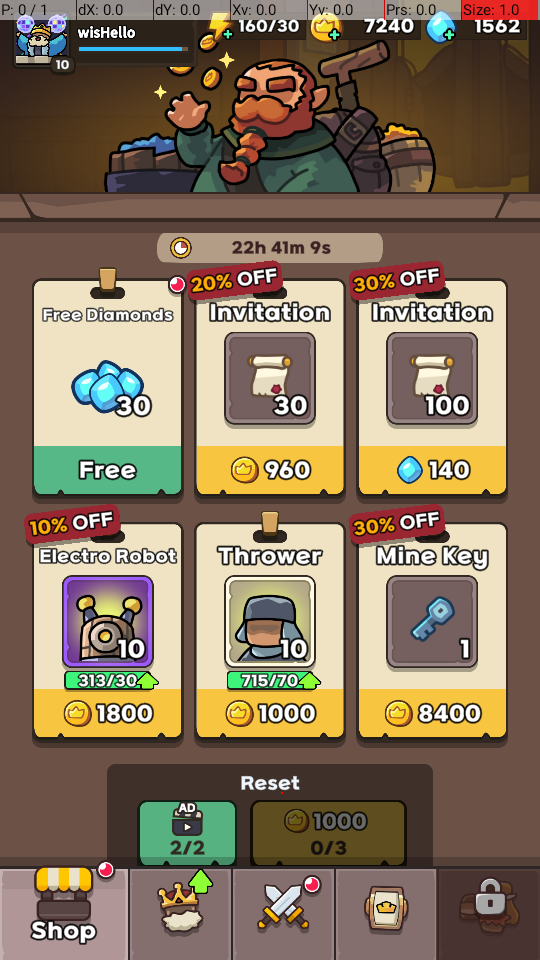 P: 0 / 1 dX: 0.0 dY: 0.0 Xv: 0.0 Yv: 0.0 Prs: 0.0 Size: 1.0
wisHello 160/30 7240 1562
10
22h 41m 9s
20% OFF 30% OFF
Free Diamonds Invitation Invitation
30 30 100
Free 960 140
10% OFF 30% OFF
Electro Robot Thrower Mine Key
10 10 1
313/30 715/70
1800 1000 8400
Reset
AD 1000
2/2 0/3
Shop